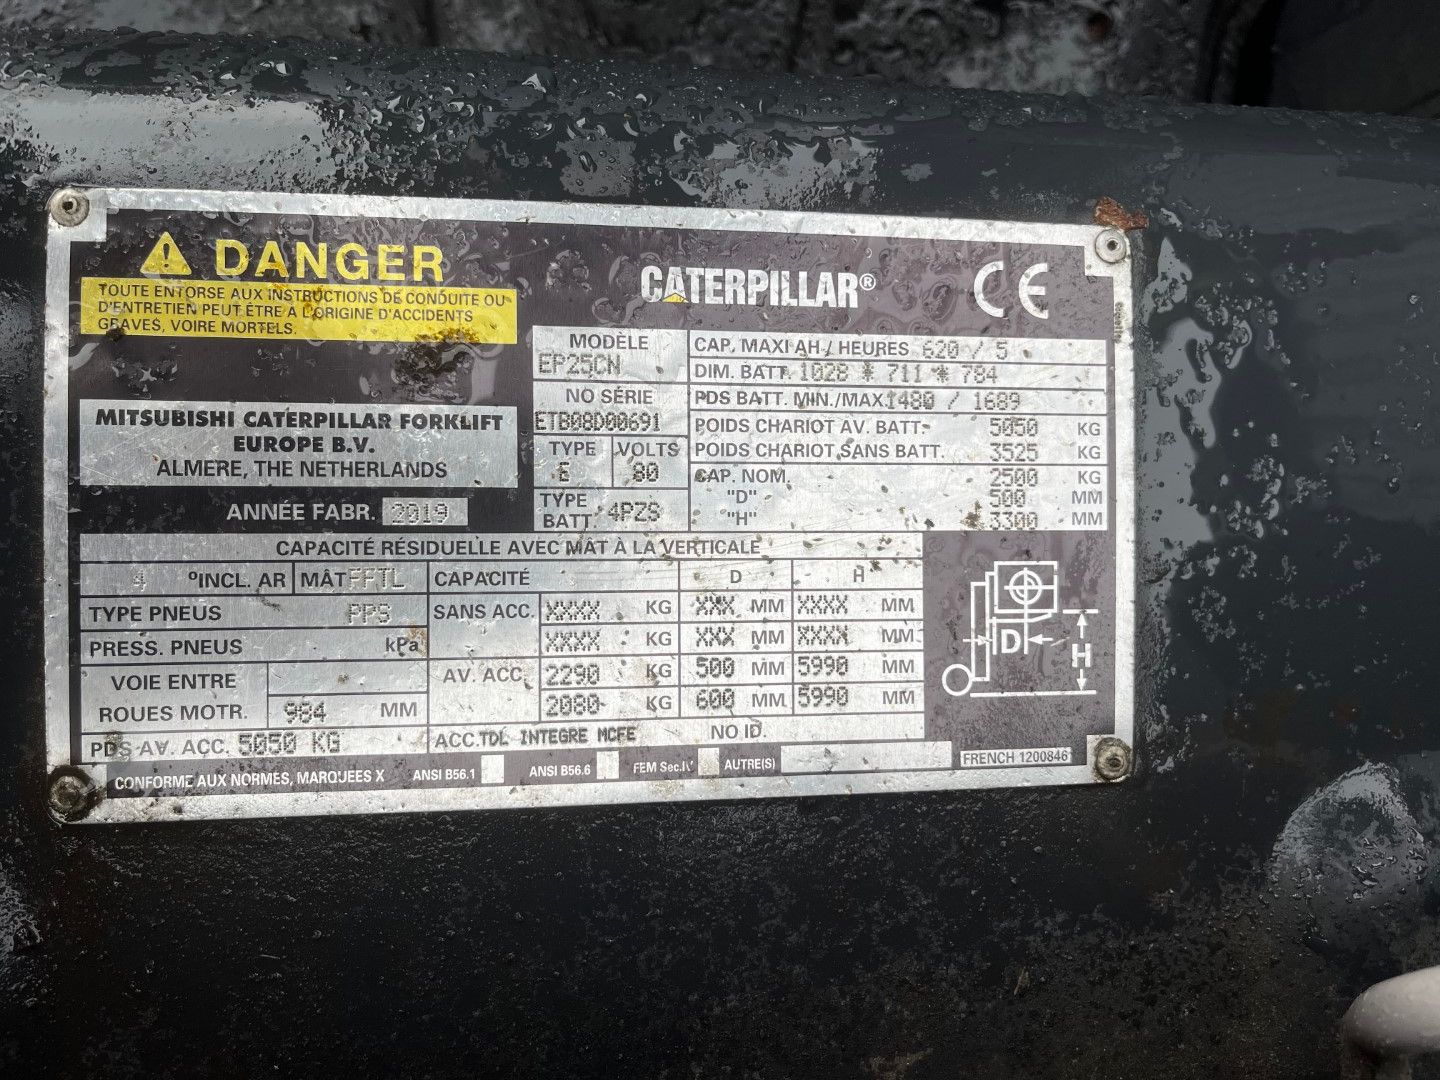 DANGER
TOUTE ENTORSE AUX INSTRUCTIONS DE CONDUITE OU
D'ENTRETIEN PEUT ÊTRE À L'ORIGINE D'ACCIDENTS
GRAVES, VOIRE MORTELS.
CATERPILLAR® CE
MITSUBISHI CATERPILLAR FORKLIFT
EUROPE B.V.
ALMERE, THE NETHERLANDS
ANNÉE FABR. 2019
MODÈLE
EP25CN
NO SÉRIE
ETB08D00691
TYPE VOLTS
E 80
TYPE
BATT. 4PZS
CAP. MAXI AH / HEURES 620 / 5
DIM. BATT. 1028 * 711 * 784
PDS BATT. MIN./MAX. 1480 / 1689
POIDS CHARIOT AV. BATT. 5050 KG
POIDS CHARIOT SANS BATT. 3525 KG
CAP. NOM. 2500 KG
"D" 500 MM
"H" 3300 MM
CAPACITÉ RÉSIDUELLE AVEC MÂT À LA VERTICALE
4 °INCL. AR MÂT FFTL CAPACITÉ D H
TYPE PNEUS PPS SANS ACC. XXXX KG XXX MM XXXX MM
PRESS. PNEUS kPa XXXX KG XXX MM XXXX MM
VOIE ENTRE AV. ACC. 2290 KG 500 MM 5990 MM
ROUES MOTR. 984 MM 2080 KG 600 MM 5990 MM
PDS AV. ACC. 5050 KG ACC. TDL INTEGRE MCFE NO ID.
CONFORME AUX NORMES, MARQUEES X ANSI B56.1 ANSI B56.6 FEM Sec.IV AUTRE(S)
D
H
FRENCH 1200846